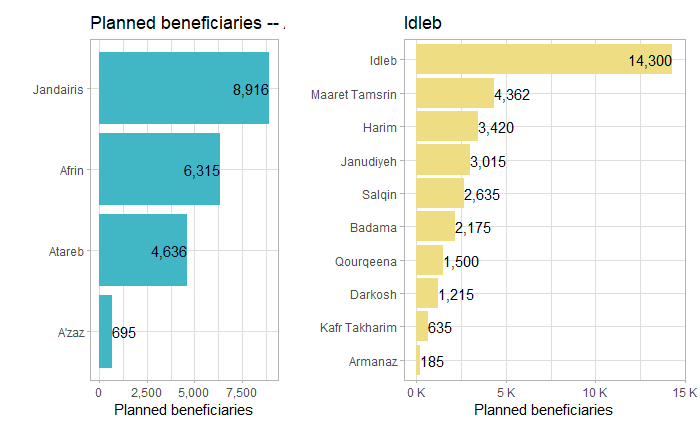 Planned beneficiaries --
Jandairis 8,916
Afrin 6,315
Atareb 4,636
A'zaz 695
0 2,500 5,000 7,500
Planned beneficiaries
Idleb
Idleb 14,300
Maaret Tamsrin 4,362
Harim 3,420
Janudiyeh 3,015
Salqin 2,635
Badama 2,175
Qourqeena 1,500
Darkosh 1,215
Kafr Takharim 635
Armanaz 185
0 K 5 K 10 K 15 K
Planned beneficiaries